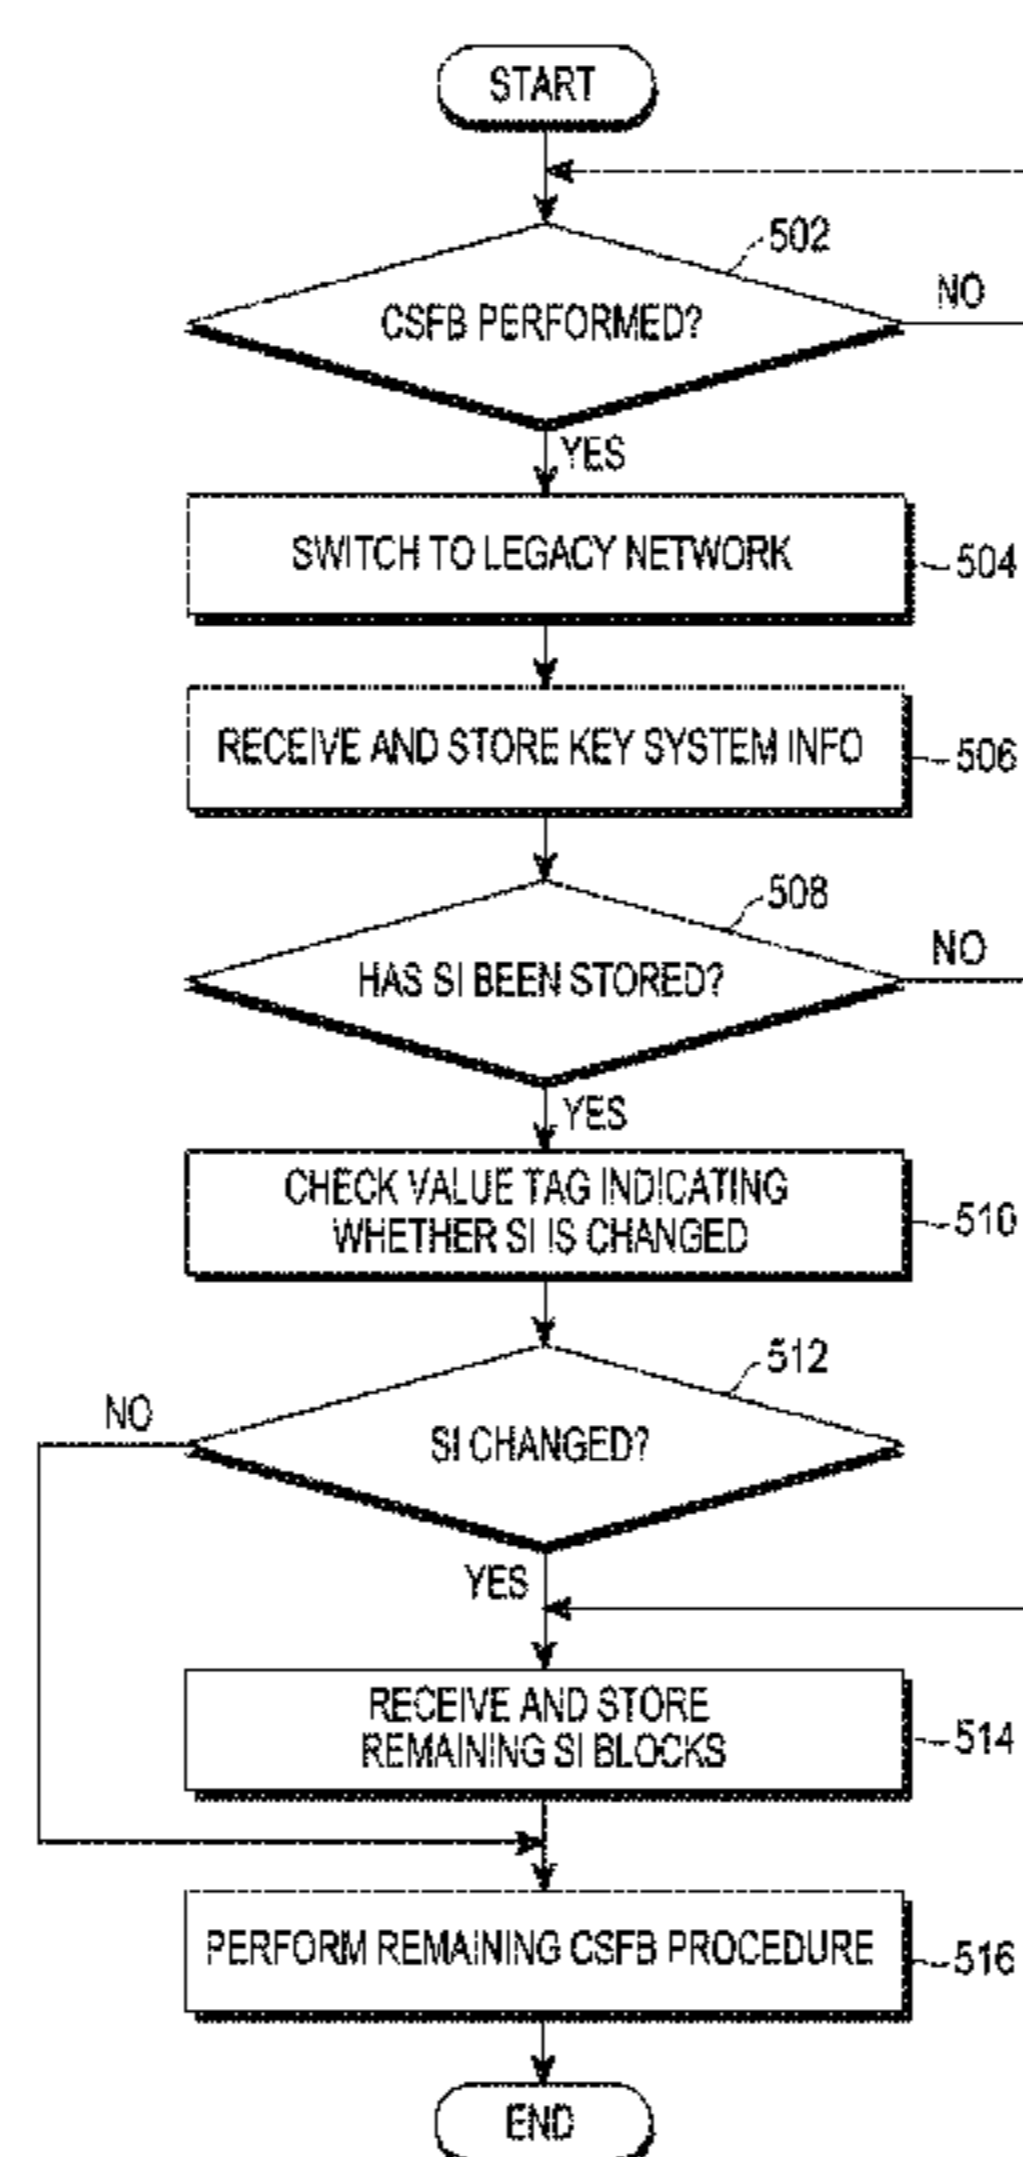 START
502
CSFB PERFORMED?
NO
YES
SWITCH TO LEGACY NETWORK
504
RECEIVE AND STORE KEY SYSTEM INFO
506
508
HAS SI BEEN STORED?
NO
YES
CHECK VALUE TAG INDICATING
WHETHER SI IS CHANGED
510
512
NO
SI CHANGED?
YES
RECEIVE AND STORE
REMAINING SI BLOCKS
514
PERFORM REMAINING CSFB PROCEDURE
516
END